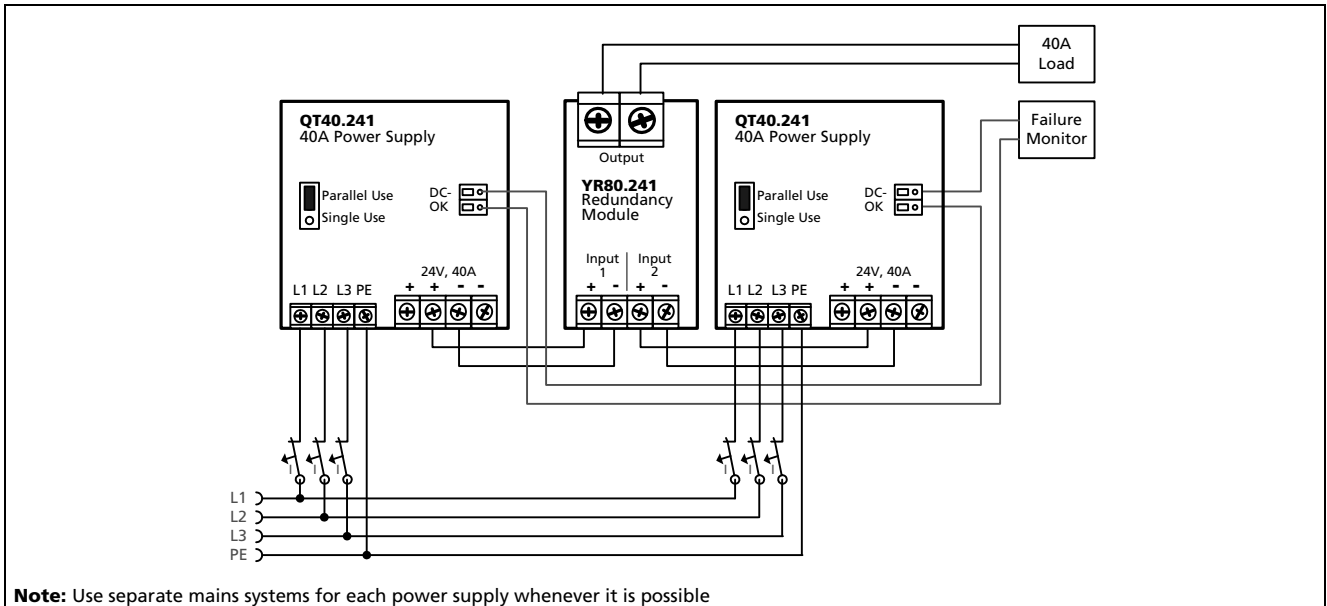 40A
Load
QT40.241
40A Power Supply
Parallel Use
Single Use
DC-
OK
24V, 40A
+ + - -
L1 L2 L3 PE
Output
YR80.241
Redundancy
Module
Input
1
Input
2
+ - + -
QT40.241
40A Power Supply
Parallel Use
Single Use
DC-
OK
24V, 40A
+ + - -
L1 L2 L3 PE
Failure
Monitor
I I I
I I I
L1
L2
L3
PE
Note: Use separate mains systems for each power supply whenever it is possible